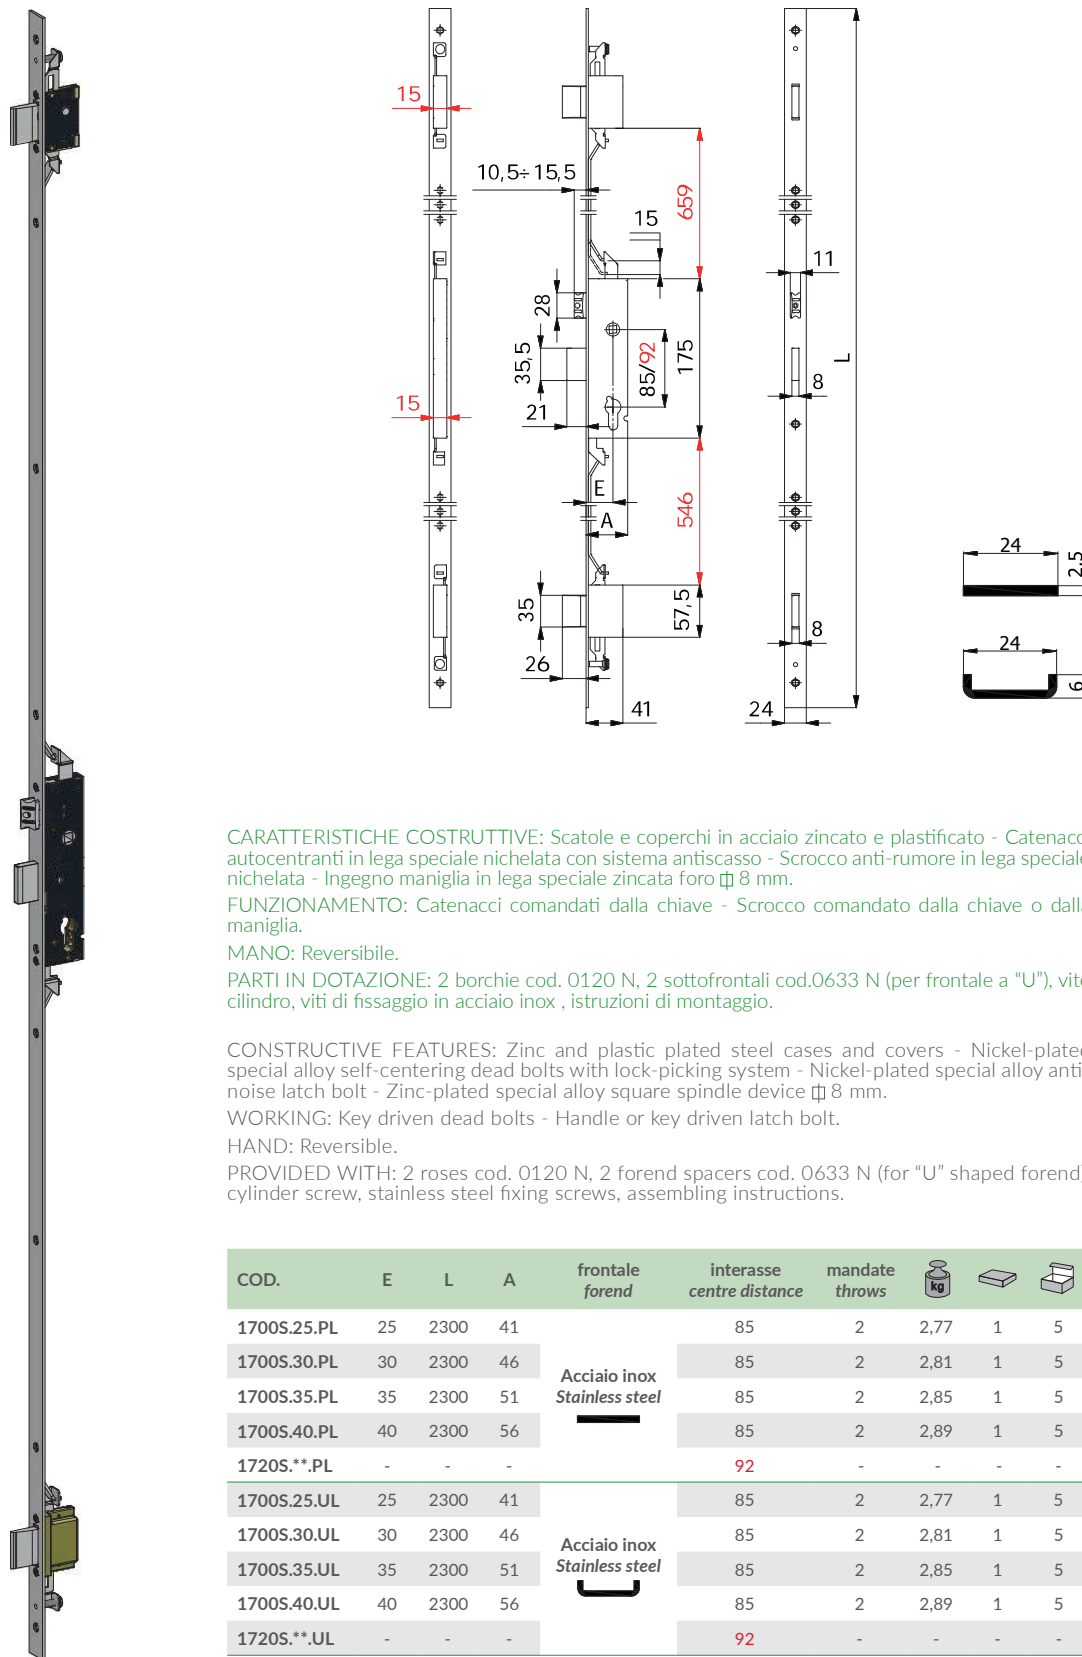 15
10,5÷15,5
659
15
11
28
35,5
85/92
175
L
8
15
21
E
A
546
24
2,5
35
57,5
8
24
26
6
41
24
CARATTERISTICHE COSTRUTTIVE: Scatole e coperchi in acciaio zincato e plastificato - Catenacc
autocentranti in lega speciale nichelata con sistema antiscasso - Scrocco anti-rumore in lega speciale
nichelata - Ingegno maniglia in lega speciale zincata foro 8 mm.
FUNZIONAMENTO: Catenacci comandati dalla chiave - Scrocco comandato dalla chiave o dalla
maniglia.
MANO: Reversibile.
PARTI IN DOTAZIONE: 2 borchie cod. 0120 N, 2 sottofrontali cod.0633 N (per frontale a “U”), vite
cilindro, viti di fissaggio in acciaio inox , istruzioni di montaggio.
CONSTRUCTIVE FEATURES: Zinc and plastic plated steel cases and covers - Nickel-plated
special alloy self-centering dead bolts with lock-picking system - Nickel-plated special alloy anti
noise latch bolt - Zinc-plated special alloy square spindle device 8 mm.
WORKING: Key driven dead bolts - Handle or key driven latch bolt.
HAND: Reversible.
PROVIDED WITH: 2 roses cod. 0120 N, 2 forend spacers cod. 0633 N (for “U” shaped forend)
cylinder screw, stainless steel fixing screws, assembling instructions.
COD. E L A frontale forend interasse centre distance mandate throws kg
1700S.25.PL 25 2300 41 85 2 2,77 1 5
1700S.30.PL 30 2300 46 85 2 2,81 1 5
Acciaio inox
Stainless steel
1700S.35.PL 35 2300 51 85 2 2,85 1 5
1700S.40.PL 40 2300 56 85 2 2,89 1 5
1720S.**.PL - - - 92 - - - -
1700S.25.UL 25 2300 41 85 2 2,77 1 5
1700S.30.UL 30 2300 46 85 2 2,81 1 5
Acciaio inox
Stainless steel
1700S.35.UL 35 2300 51 85 2 2,85 1 5
1700S.40.UL 40 2300 56 85 2 2,89 1 5
1720S.**.UL - - - 92 - - - -